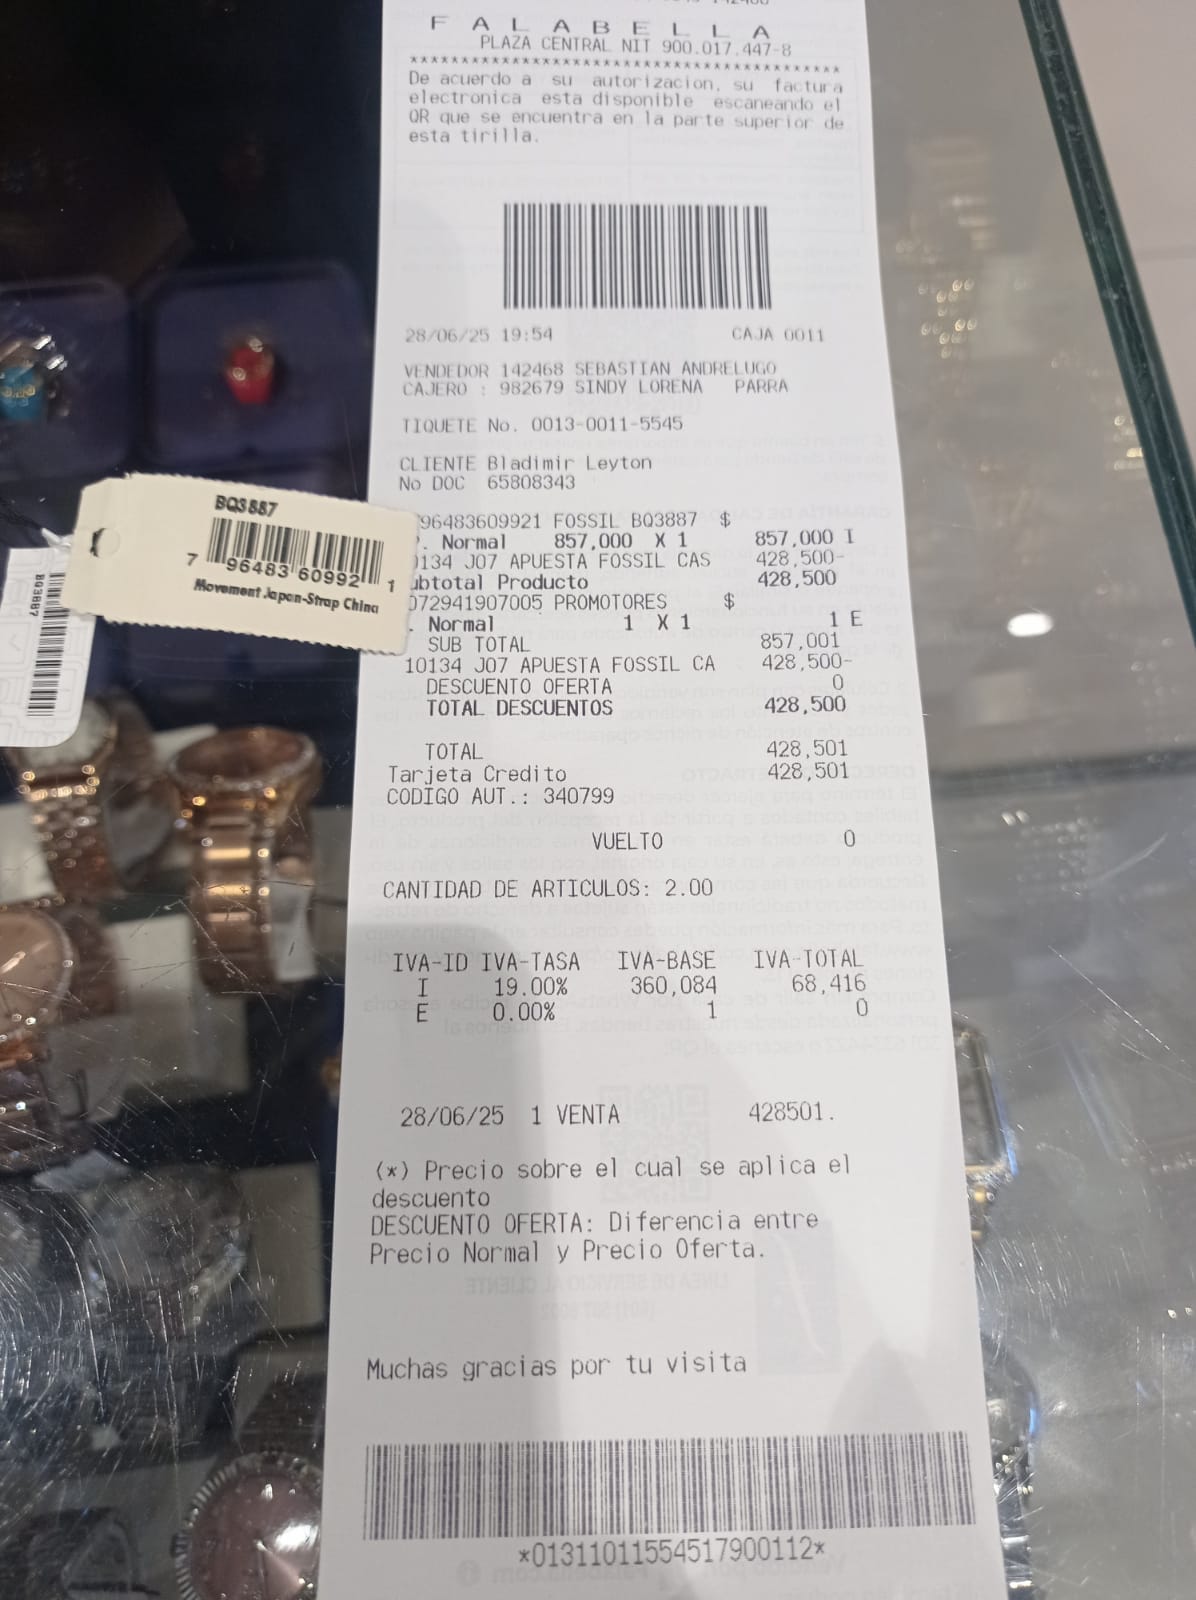 F A L A B E L L A
PLAZA CENTRAL NIT 900.017.447-8
******************************************
De acuerdo a su autorizacion, su factura
electronica esta disponible escaneando el
QR que se encuentra en la parte superior de
esta tirilla.
28/06/25 19:54 CAJA 0011
VENDEDOR 142468 SEBASTIAN ANDRELUGO
CAJERO : 982679 SINDY LORENA PARRA
TIQUETE No. 0013-0011-5545
CLIENTE Bladimir Leyton
No DOC 65808343
96483609921 FOSSIL BQ3887 $
. Normal 857,000 X 1 857,000 I
0134 J07 APUESTA FOSSIL CAS 428,500-
ubtotal Producto 428,500
072941907005 PROMOTORES $
. Normal 1 X 1 1 E
SUB TOTAL 857,001
10134 J07 APUESTA FOSSIL CA 428,500-
DESCUENTO OFERTA 0
TOTAL DESCUENTOS 428,500
TOTAL 428,501
Tarjeta Credito 428,501
CODIGO AUT.: 340799
VUELTO 0
CANTIDAD DE ARTICULOS: 2.00
IVA-ID IVA-TASA IVA-BASE IVA-TOTAL
I 19.00% 360,084 68,416
E 0.00% 1 0
28/06/25 1 VENTA 428501.
(*) Precio sobre el cual se aplica el
descuento
DESCUENTO OFERTA: Diferencia entre
Precio Normal y Precio Oferta.
Muchas gracias por tu visita
*01311011554517900112*
BQ3887
7 96483 60992 1
Movement Japan-Strap China
BQ3887